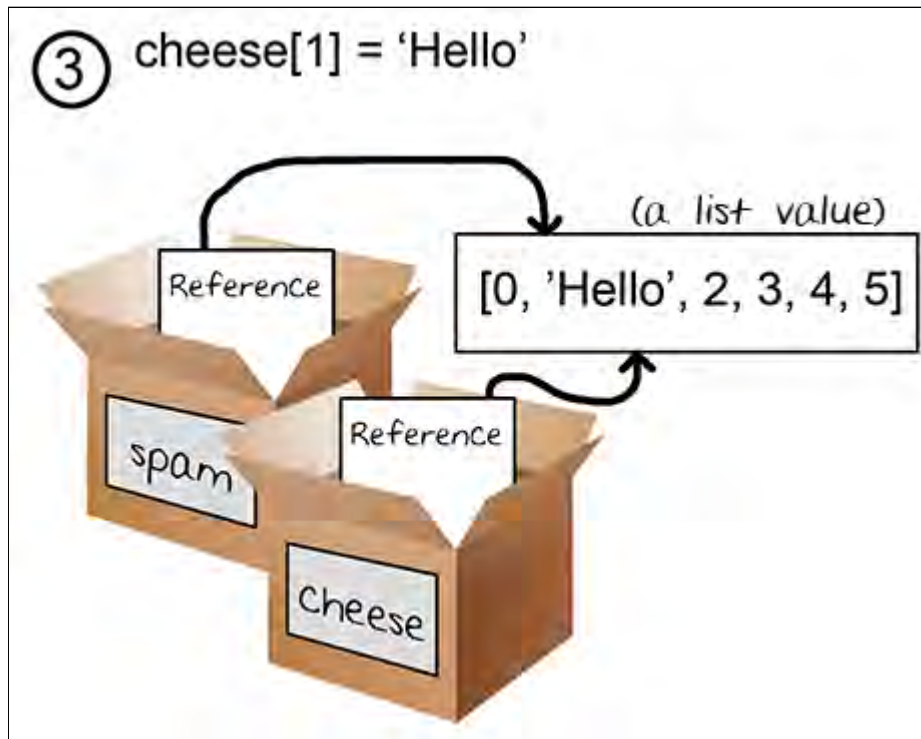 3 cheese[1] = ‘Hello’
(a list value)
[0, ’Hello’, 2, 3, 4, 5]
Reference
spam
Reference
cheese